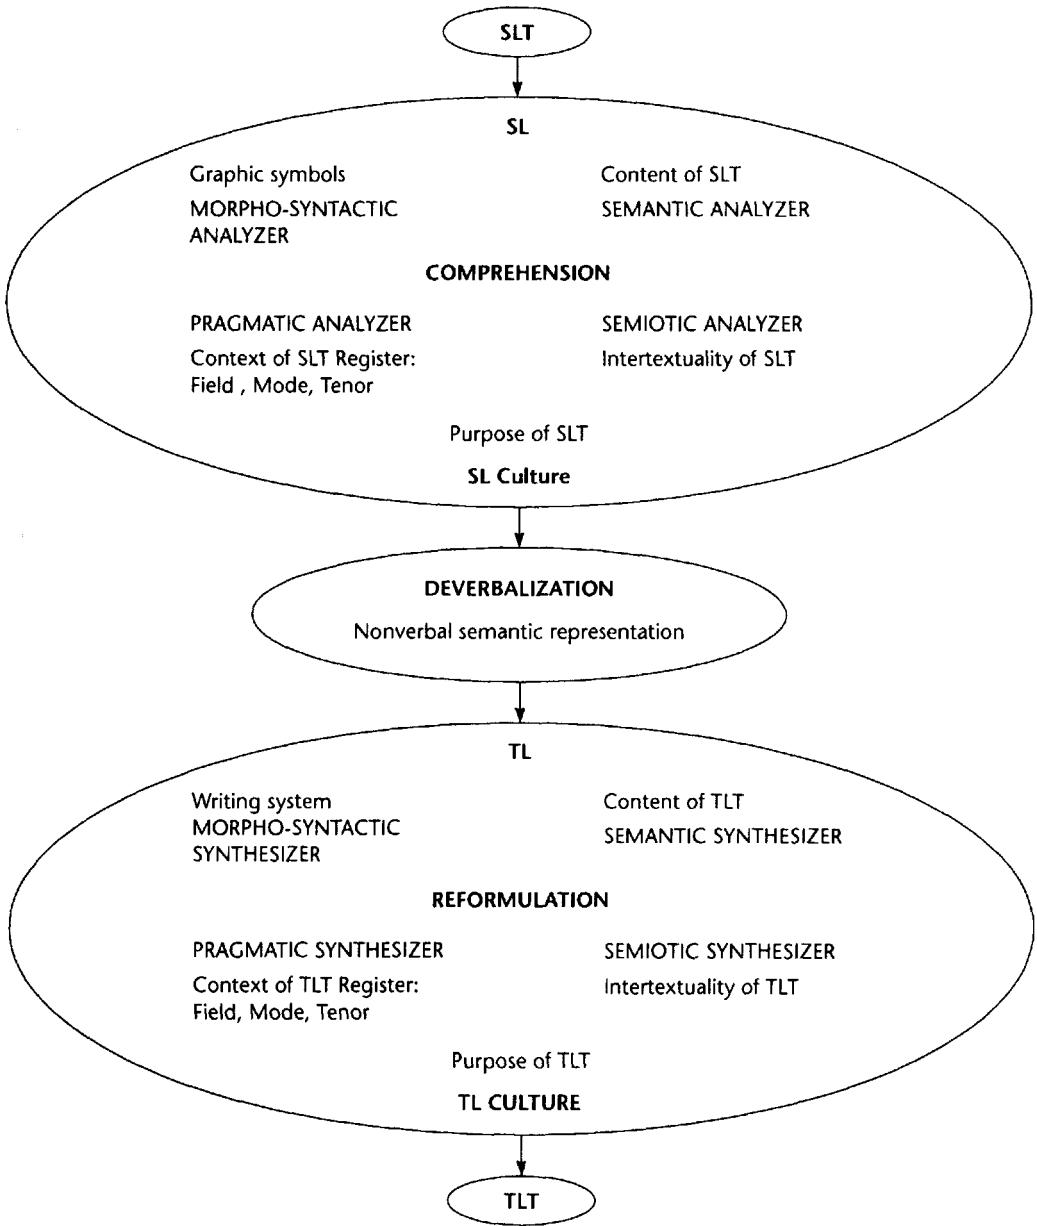 SLT
SL
Graphic symbols
Content of SLT
MORPHO-SYNTACTIC
ANALYZER
SEMANTIC ANALYZER
COMPREHENSION
PRAGMATIC ANALYZER
SEMIOTIC ANALYZER
Context of SLT Register:
Field , Mode, Tenor
Intertextuality of SLT
Purpose of SLT
SL Culture
DEVERBALIZATION
Nonverbal semantic representation
TL
Writing system
Content of TLT
MORPHO-SYNTACTIC
SYNTHESIZER
SEMANTIC SYNTHESIZER
REFORMULATION
PRAGMATIC SYNTHESIZER
SEMIOTIC SYNTHESIZER
Context of TLT Register:
Field, Mode, Tenor
Intertextuality of TLT
Purpose of TLT
TL CULTURE
TLT